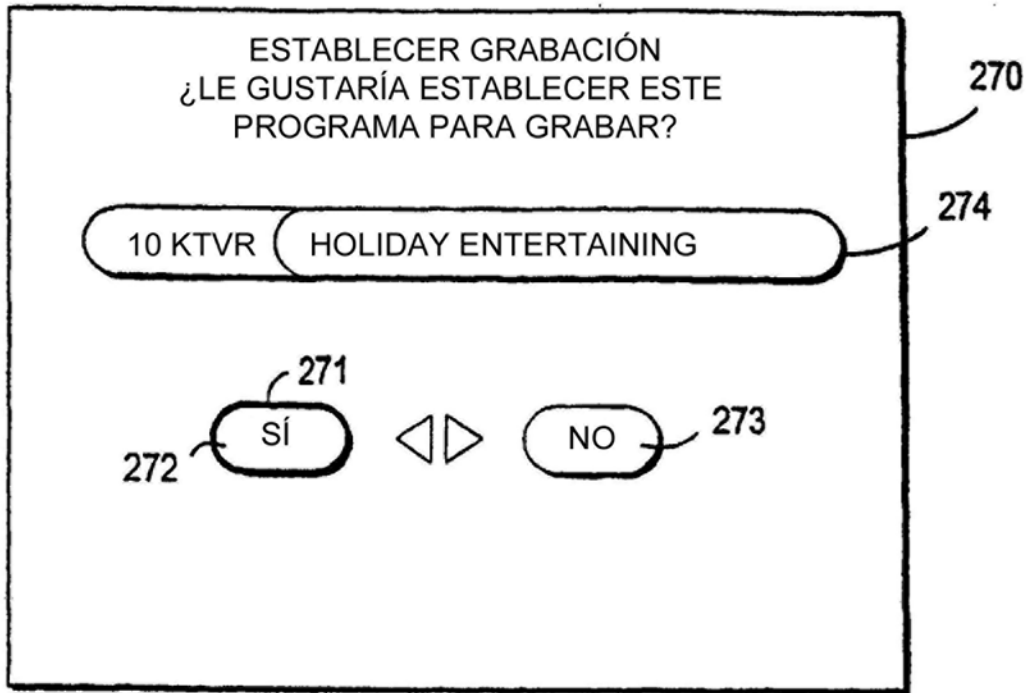 ESTABLECER GRABACIÓN
¿LE GUSTARÍA ESTABLECER ESTE
PROGRAMA PARA GRABAR?
270
274
10 KTVR HOLIDAY ENTERTAINING
271
SÍ
NO
273
272